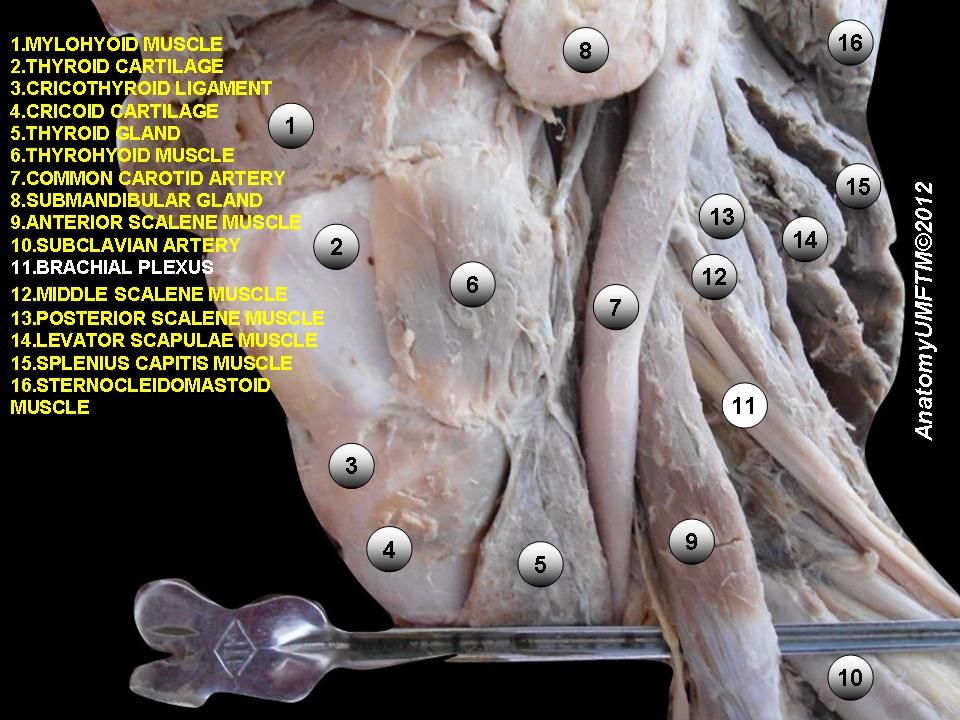 1.MYLOHYOID MUSCLE
2.THYROID CARTILAGE
3.CRICOTHYROID LIGAMENT
4.CRICOID CARTILAGE
5.THYROID GLAND
6.THYROHYOID MUSCLE
7.COMMON CAROTID ARTERY
8.SUBMANDIBULAR GLAND
9.ANTERIOR SCALENE MUSCLE
10.SUBCLAVIAN ARTERY
11.BRACHIAL PLEXUS
12.MIDDLE SCALENE MUSCLE
13.POSTERIOR SCALENE MUSCLE
14.LEVATOR SCAPULAE MUSCLE
15.SPLENIUS CAPITIS MUSCLE
16.STERNOCLEIDOMASTOID
MUSCLE
8
16
1
15
13
14
2
12
6
7
11
3
9
4
5
10
AnatomyUMFTM©2012